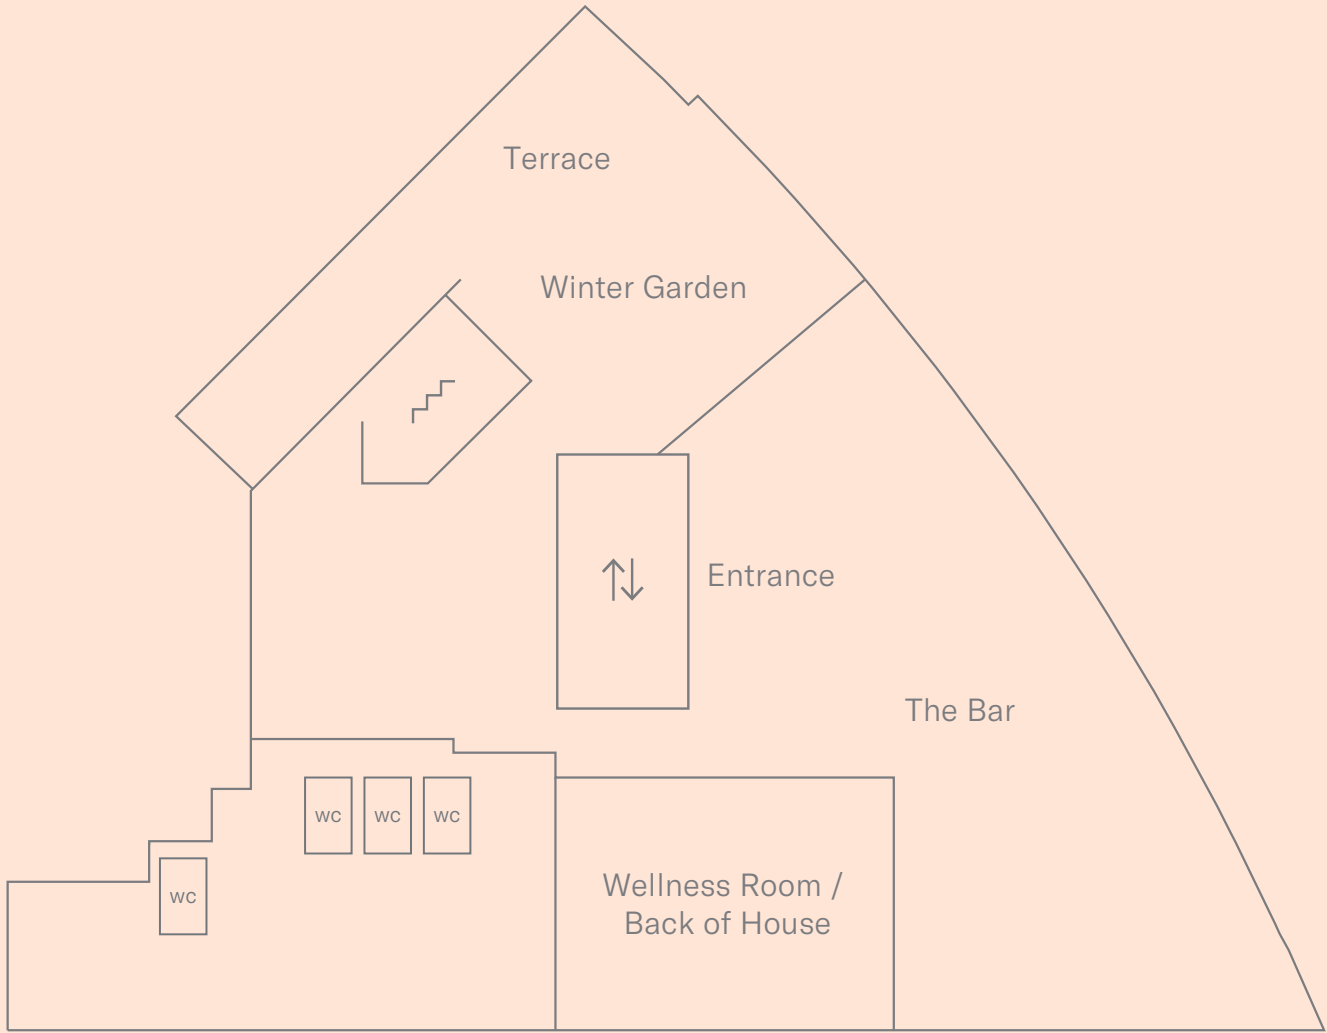 Terrace
Winter Garden
Entrance
The Bar
wc
wc
wc
wc
Wellness Room /
Back of House